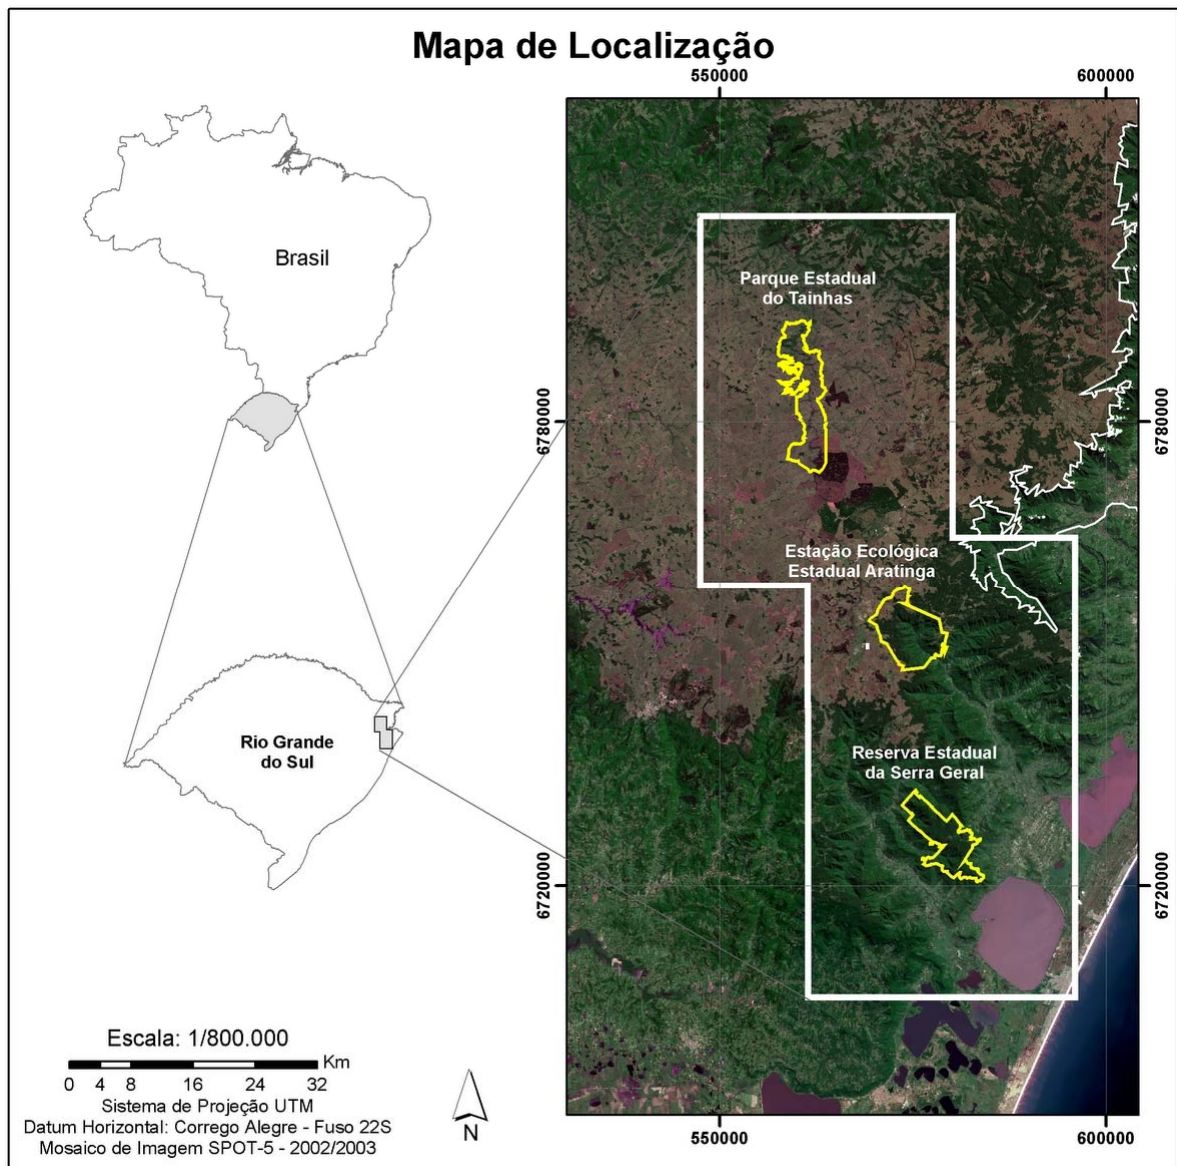 Mapa de Localização
550000
600000
Brasil
Parque Estadual
do Tainhas
6780000
6780000
Estação Ecológica
Estadual Aratinga
Rio Grande
do Sul
Reserva Estadual
da Serra Geral
6720000
6720000
Escala: 1/800.000
Km
0 4 8 16 24 32
Sistema de Projeção UTM
Datum Horizontal: Corrego Alegre - Fuso 22S
Mosaico de Imagem SPOT-5 - 2002/2003
N
550000
600000